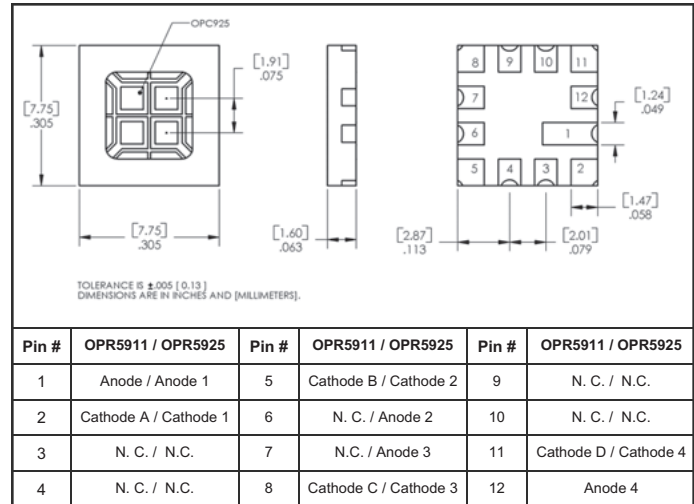 OPC925
[1.91]
.075
[7.75]
.305
[7.75]
.305
[1.60]
.063
8 9 10 11
7 12
6 1
5 4 3 2
[1.24]
.049
[1.47]
.058
[2.87]
.113
[2.01]
.079
TOLERANCE IS ±.005 [ 0.13 ]
DIMENSIONS ARE IN INCHES AND [MILLIMETERS].
Pin # OPR5911 / OPR5925 Pin # OPR5911 / OPR5925 Pin # OPR5911 / OPR5925
1 Anode / Anode 1 5 Cathode B / Cathode 2 9 N. C. / N.C.
2 Cathode A / Cathode 1 6 N. C. / Anode 2 10 N. C. / N.C.
3 N. C. / N.C. 7 N.C. / Anode 3 11 Cathode D / Cathode 4
4 N. C. / N.C. 8 Cathode C / Cathode 3 12 Anode 4